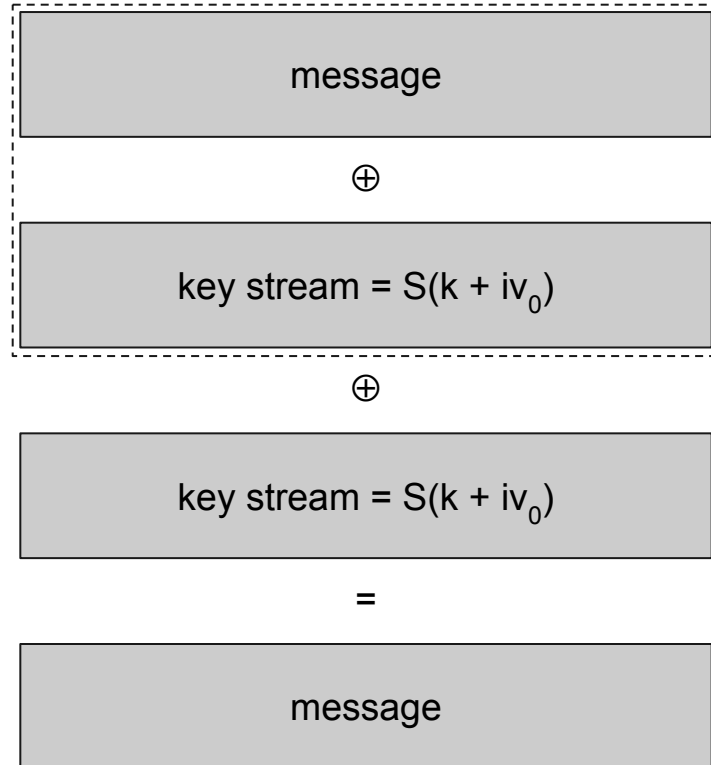 message
⊕
key stream = S(k + iv₀)
⊕
key stream = S(k + iv₀)
=
message